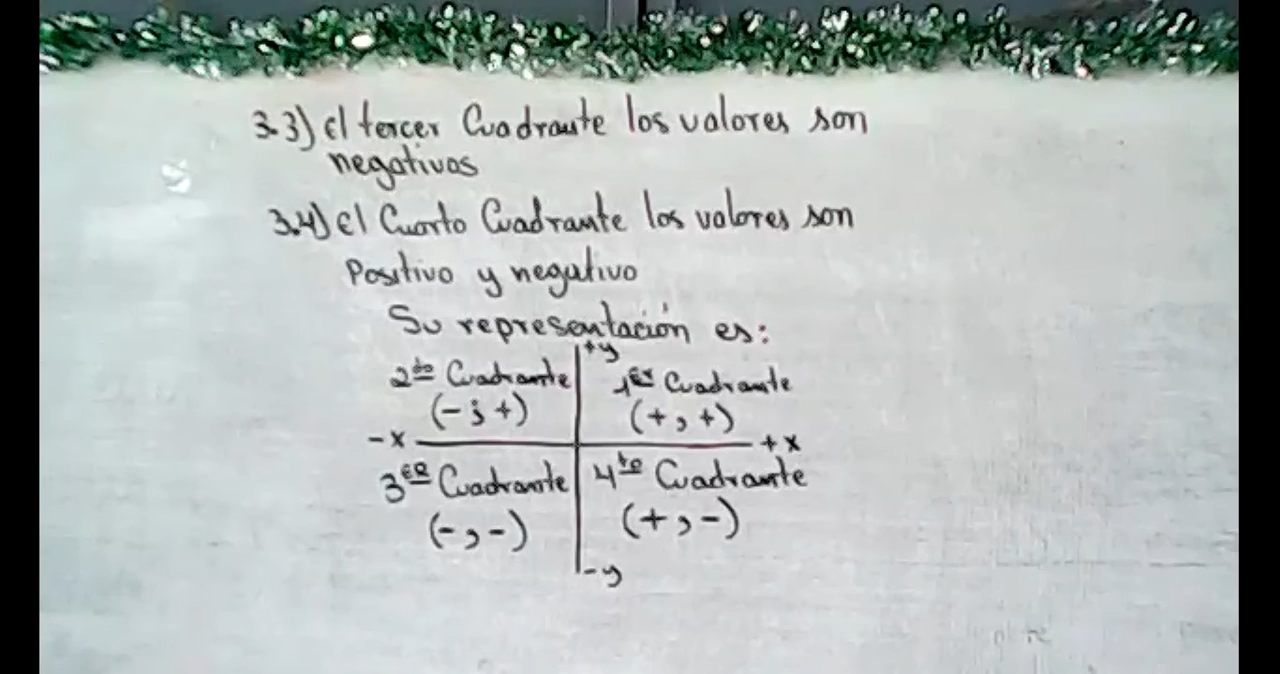 3.3) El tercer Cuadrante los valores son
negativos
3.4) El Cuarto Cuadrante los valores son
Positivo y negativo
Su representación es:
+y
2do Cuadrante 1er Cuadrante
(- ; +) (+ , +)
-x +x
3er Cuadrante 4to Cuadrante
(- , -) (+ , -)
-y